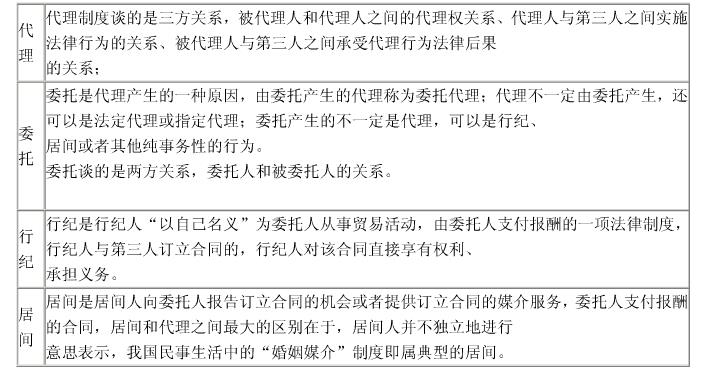 代理
代理制度谈的是三方关系，被代理人和代理人之间的代理权关系、代理人与第三人之间实施
法律行为的关系、被代理人与第三人之间承受代理行为法律后果
的关系；
委托
委托是代理产生的一种原因，由委托产生的代理称为委托代理；代理不一定由委托产生，还
可以是法定代理或指定代理；委托产生的不一定是代理，可以是行纪、
居间或者其他纯事务性的行为。
委托谈的是两方关系，委托人和被委托人的关系。
行纪
行纪是行纪人“以自己名义”为委托人从事贸易活动，由委托人支付报酬的一项法律制度，
行纪人与第三人订立合同的，行纪人对该合同直接享有权利、
承担义务。
居间
居间是居间人向委托人报告订立合同的机会或者提供订立合同的媒介服务，委托人支付报酬
的合同，居间和代理之间最大的区别在于，居间人并不独立地进行
意思表示，我国民事生活中的“婚姻媒介”制度即属典型的居间。